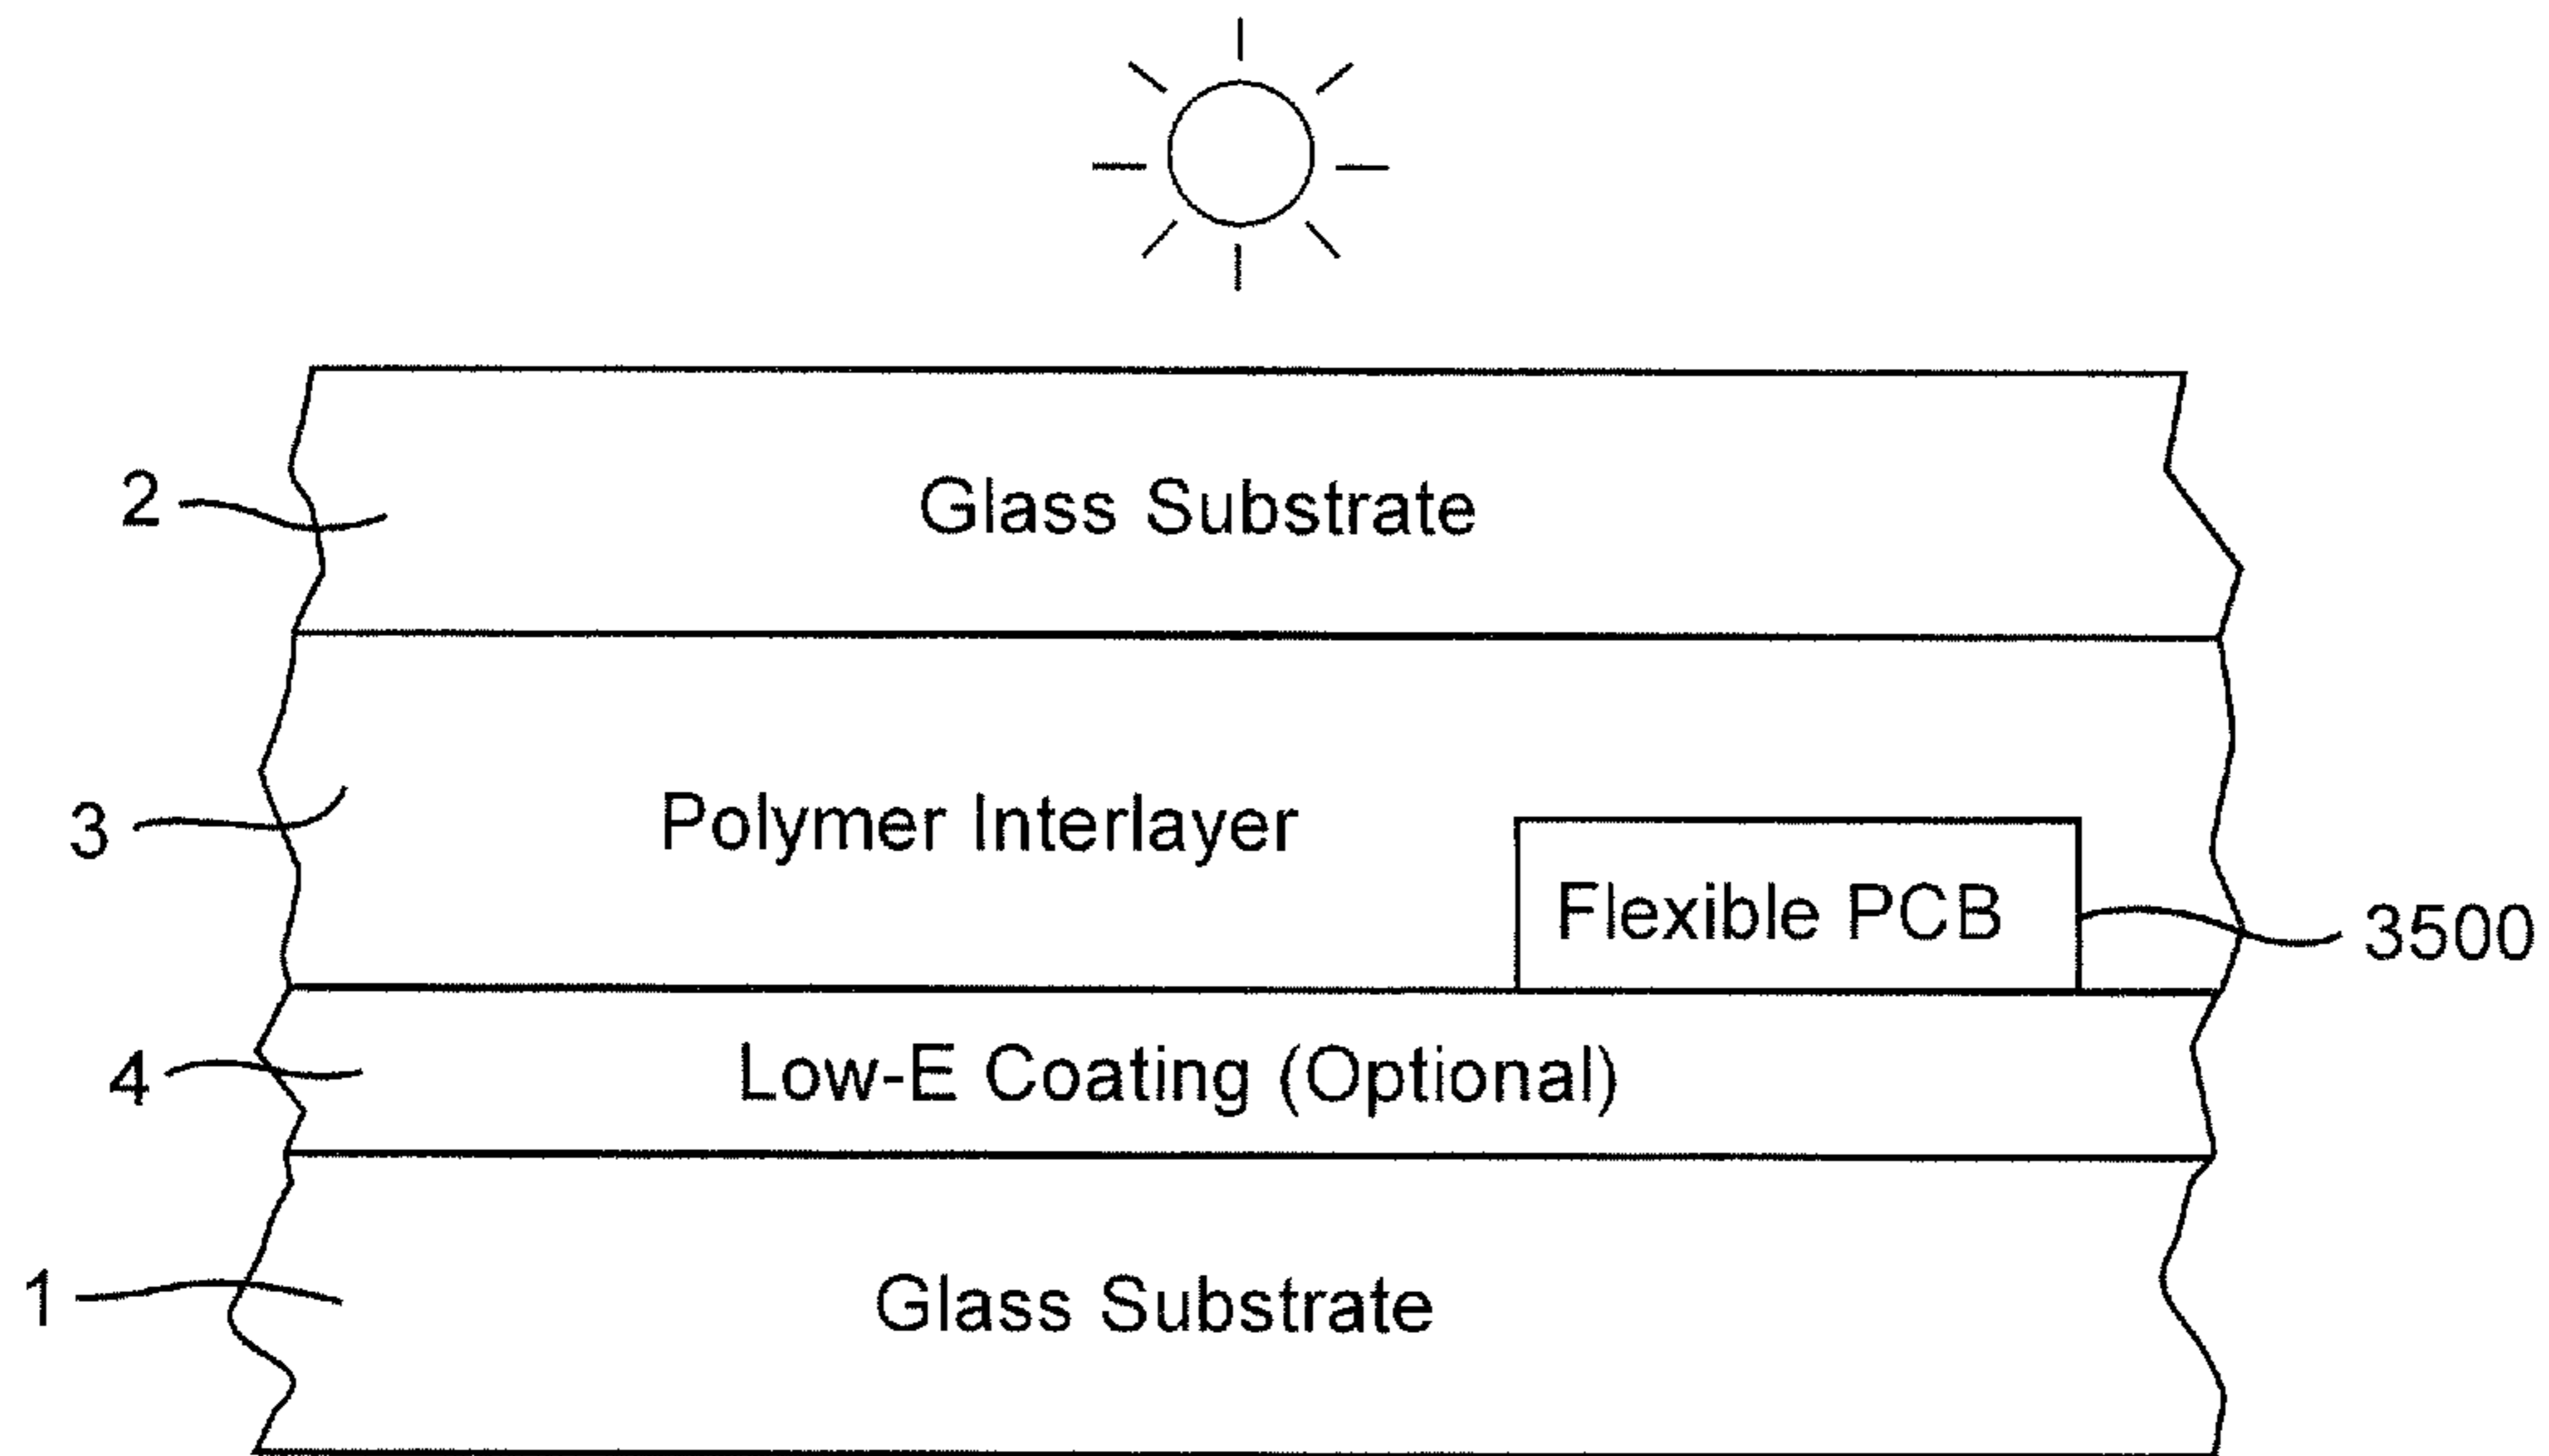 2
Glass Substrate
3
Polymer Interlayer
Flexible PCB
3500
4
Low-E Coating (Optional)
1
Glass Substrate